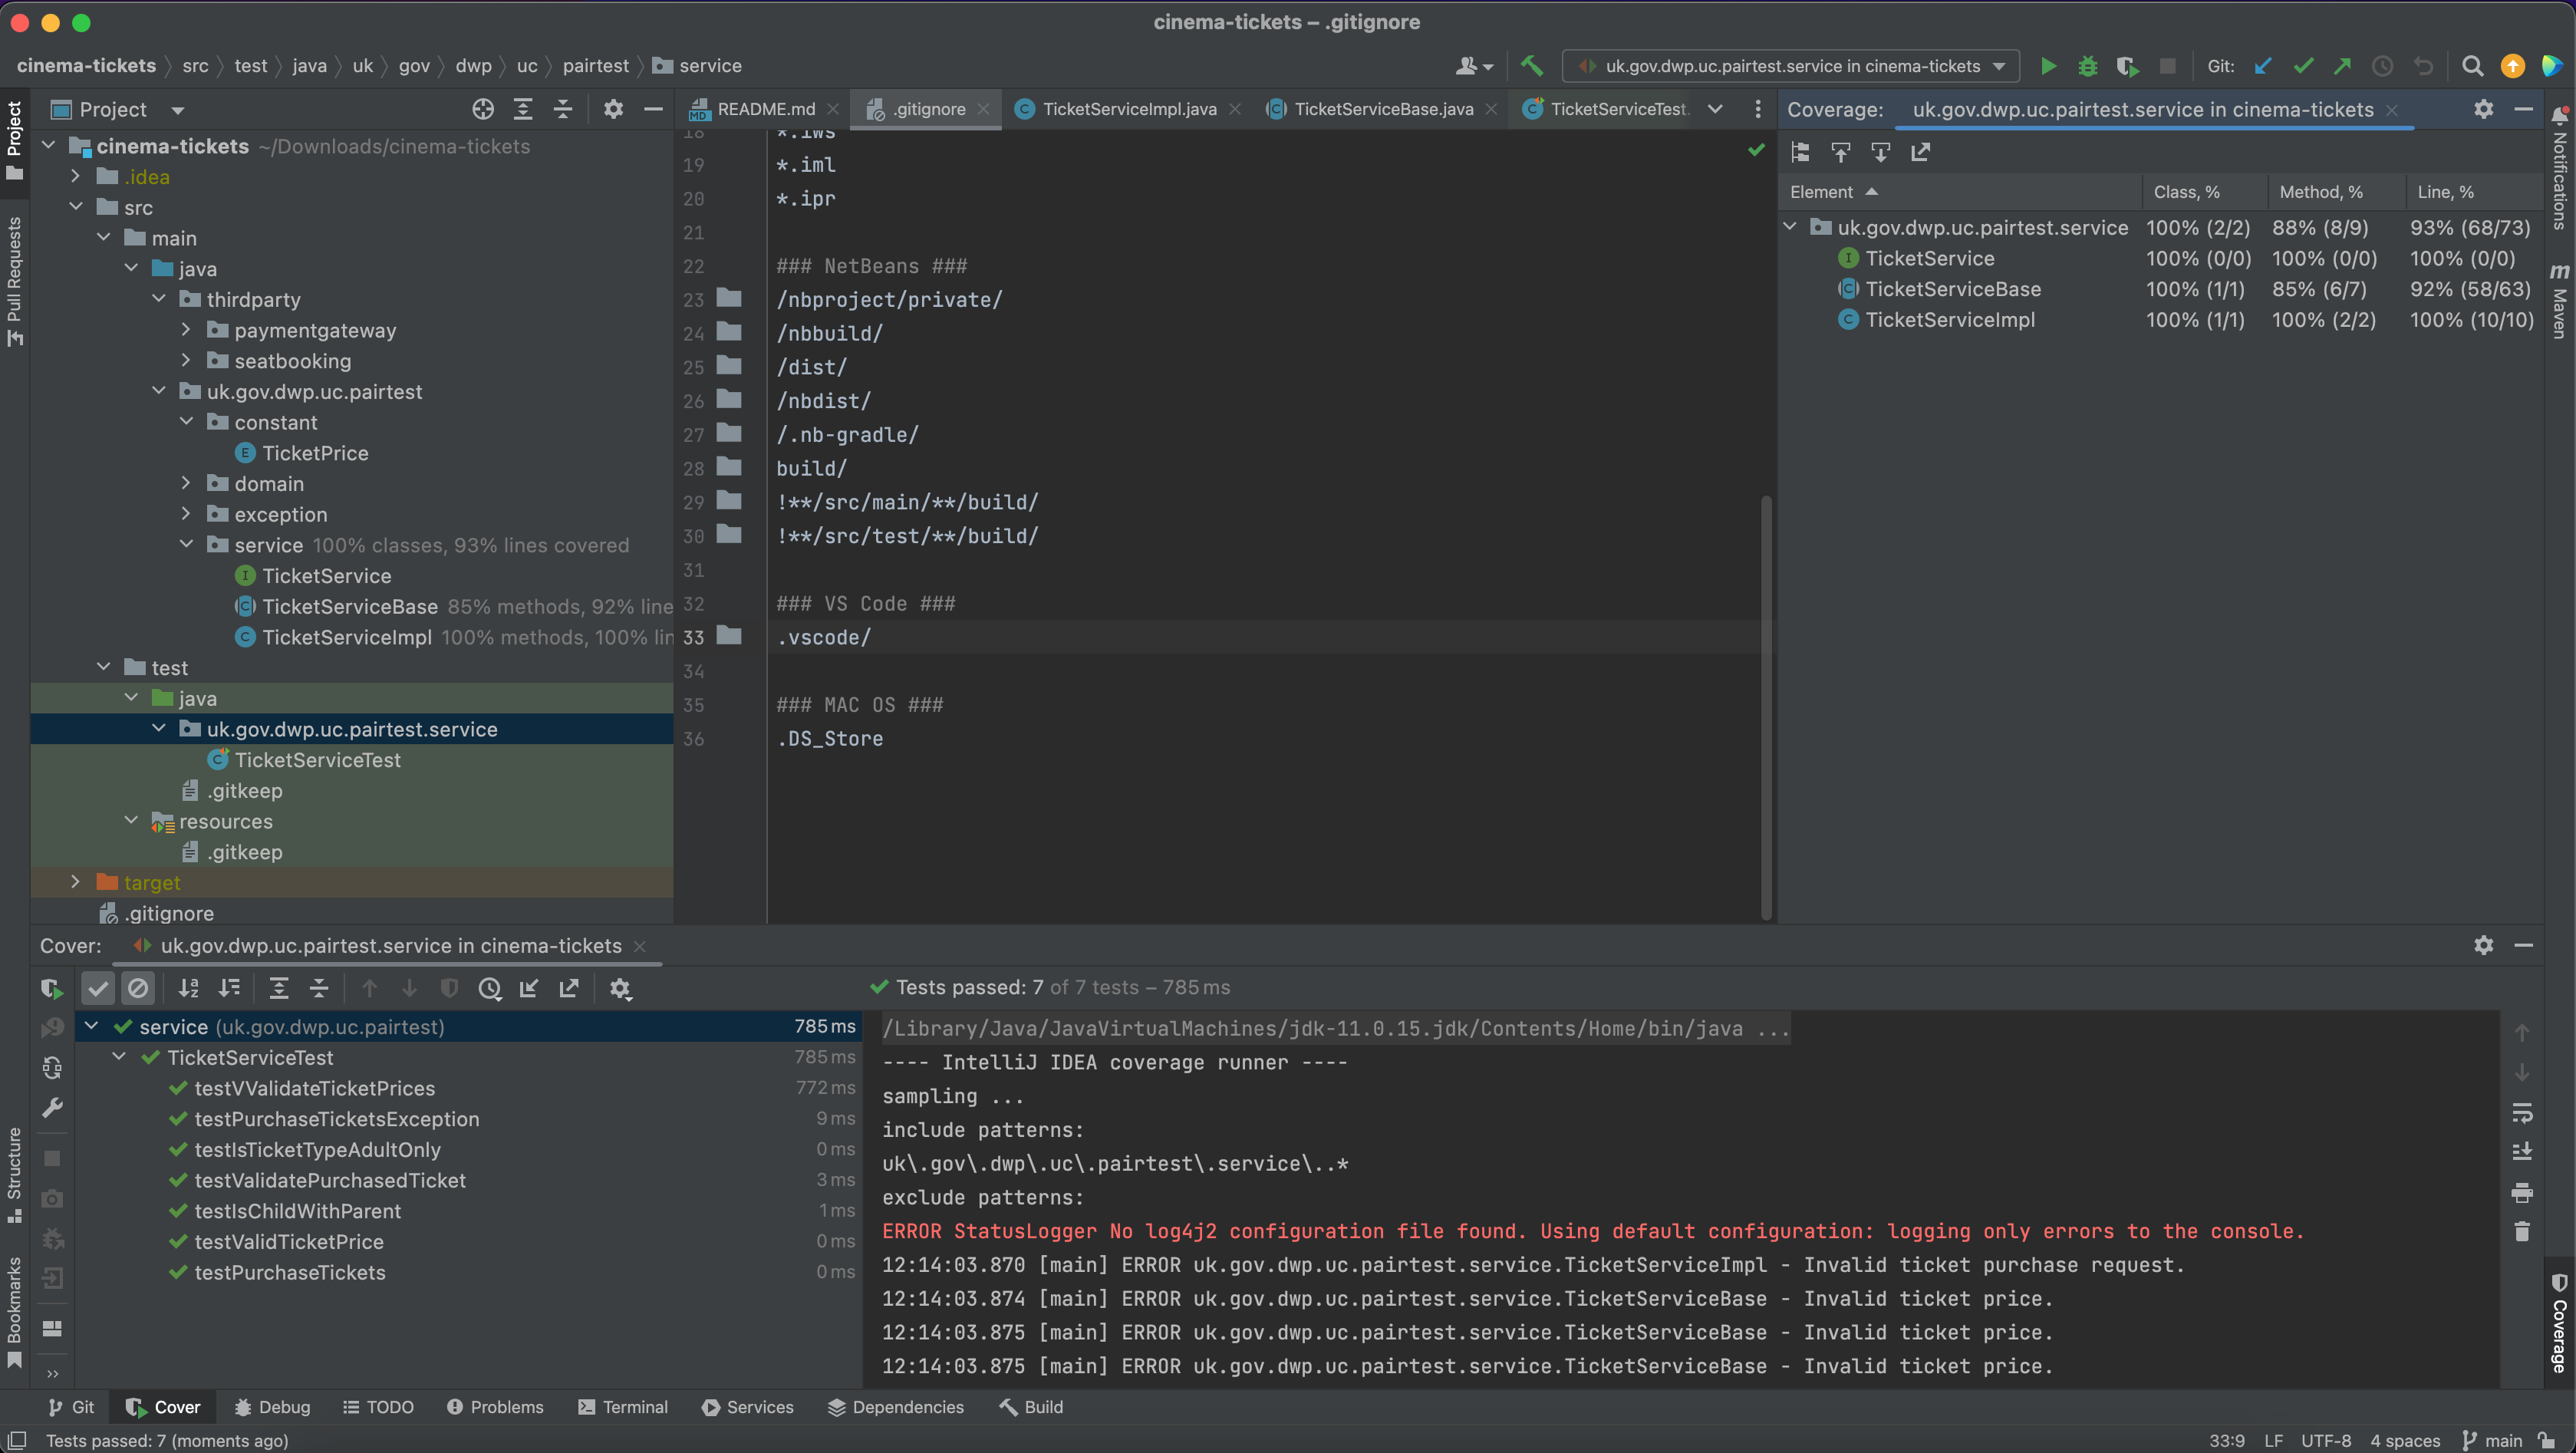 cinema-tickets – .gitignore
cinema-tickets src test java uk gov dwp uc pairtest service
uk.gov.dwp.uc.pairtest.service in cinema-tickets
Git:
Project
README.md
.gitignore
TicketServiceImpl.java
TicketServiceBase.java
TicketServiceTest.
Coverage: uk.gov.dwp.uc.pairtest.service in cinema-tickets
Project
Pull Requests
Structure
Bookmarks
cinema-tickets ~/Downloads/cinema-tickets
.idea
src
main
java
thirdparty
paymentgateway
seatbooking
uk.gov.dwp.uc.pairtest
constant
TicketPrice
domain
exception
service 100% classes, 93% lines covered
TicketService
TicketServiceBase 85% methods, 92% line
TicketServiceImpl 100% methods, 100% lin
test
java
uk.gov.dwp.uc.pairtest.service
TicketServiceTest
.gitkeep
resources
.gitkeep
target
.gitignore
18 *.iws
19 *.iml
20 *.ipr
21
22 ### NetBeans ###
23 /nbproject/private/
24 /nbbuild/
25 /dist/
26 /nbdist/
27 /.nb-gradle/
28 build/
29 !**/src/main/**/build/
30 !**/src/test/**/build/
31
32 ### VS Code ###
33 .vscode/
34
35 ### MAC OS ###
36 .DS_Store
Element Class, % Method, % Line, %
uk.gov.dwp.uc.pairtest.service 100% (2/2) 88% (8/9) 93% (68/73)
TicketService 100% (0/0) 100% (0/0) 100% (0/0)
TicketServiceBase 100% (1/1) 85% (6/7) 92% (58/63)
TicketServiceImpl 100% (1/1) 100% (2/2) 100% (10/10)
Notifications
Maven
Coverage
Cover: uk.gov.dwp.uc.pairtest.service in cinema-tickets
Tests passed: 7 of 7 tests – 785 ms
service (uk.gov.dwp.uc.pairtest) 785 ms
TicketServiceTest 785 ms
testVValidateTicketPrices 772 ms
testPurchaseTicketsException 9 ms
testIsTicketTypeAdultOnly 0 ms
testValidatePurchasedTicket 3 ms
testIsChildWithParent 1 ms
testValidTicketPrice 0 ms
testPurchaseTickets 0 ms
/Library/Java/JavaVirtualMachines/jdk-11.0.15.jdk/Contents/Home/bin/java ...
---- IntelliJ IDEA coverage runner ----
sampling ...
include patterns:
uk\.gov\.dwp\.uc\.pairtest\.service\..*
exclude patterns:
ERROR StatusLogger No log4j2 configuration file found. Using default configuration: logging only errors to the console.
12:14:03.870 [main] ERROR uk.gov.dwp.uc.pairtest.service.TicketServiceImpl - Invalid ticket purchase request.
12:14:03.874 [main] ERROR uk.gov.dwp.uc.pairtest.service.TicketServiceBase - Invalid ticket price.
12:14:03.875 [main] ERROR uk.gov.dwp.uc.pairtest.service.TicketServiceBase - Invalid ticket price.
12:14:03.875 [main] ERROR uk.gov.dwp.uc.pairtest.service.TicketServiceBase - Invalid ticket price.
Git Cover Debug TODO Problems Terminal Services Dependencies Build
Tests passed: 7 (moments ago)
33:9 LF UTF-8 4 spaces main